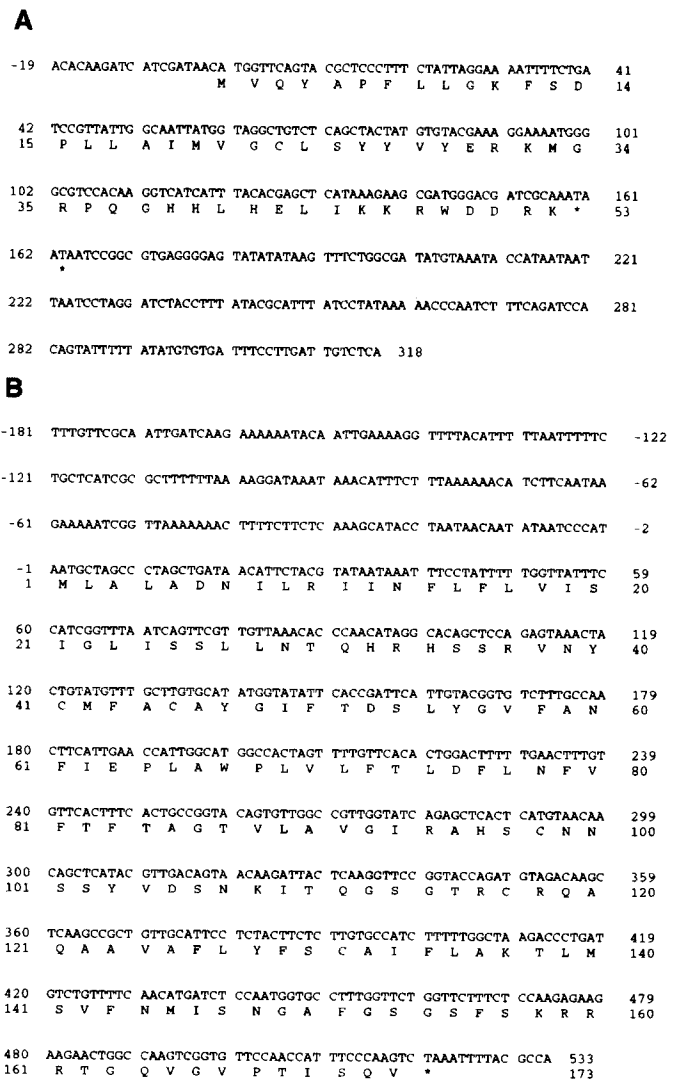 A
-19 ACACAAGATC ATCGATAACA TGGTTCAGTA CGCTCCCTTT CTATTAGGAA AATTTTCTGA 41
M V Q Y A P F L L G K F S D 14
42 TCCGTTATTG GCAATTATGG TAGGCTGTCT CAGCTACTAT GTGTACGAAA GGAAAATGGG 101
15 P L L A I M V G C L S Y Y V Y E R K M G 34
102 GCGTCCACAA GGTCATCATT TACACGAGCT CATAAAGAAG CGATGGGACG ATCGCAAATA 161
35 R P Q G H H L H E L I K K R W D D R K * 53
162 ATAATCCGGC GTGAGGGGAG TATATATAAG TTTCTGGCGA TATGTAAATA CCATAATAAT 221
*
222 TAATCCTAGG ATCTACCTTT ATACGCATTT ATCCTATAAA AACCCAATCT TTCAGATCCA 281
282 CAGTATTTTT ATATGTGTGA TTTCCTTGAT TGTCTCA 318
B
-181 TTTGTTCGCA ATTGATCAAG AAAAAATACA ATTGAAAAGG TTTTACATTT TTAATTTTTC -122
-121 TGCTCATCGC GCTTTTTTAA AAGGATAAAT AAACATTTCT TTAAAAAACA TCTTCAATAA -62
-61 GAAAAATCGG TTAAAAAAAC TTTTCTTCTC AAAGCATACC TAATAACAAT ATAATCCCAT -2
-1 AATGCTAGCC CTAGCTGATA ACATTCTACG TATAATAAAT TTCCTATTTT TGGTTATTTC 59
1 M L A L A D N I L R I I N F L F L V I S 20
60 CATCGGTTTA ATCAGTTCGT TGTTAAACAC CCAACATAGG CACAGCTCCA GAGTAAACTA 119
21 I G L I S S L L N T Q H R H S S R V N Y 40
120 CTGTATGTTT GCTTGTGCAT ATGGTATATT CACCGATTCA TTGTACGGTG TCTTTGCCAA 179
41 C M F A C A Y G I F T D S L Y G V F A N 60
180 CTTCATTGAA CCATTGGCAT GGCCACTAGT TTTGTTCACA CTGGACTTTT TGAACTTTGT 239
61 F I E P L A W P L V L F T L D F L N F V 80
240 GTTCACTTTC ACTGCCGGTA CAGTGTTGGC CGTTGGTATC AGAGCTCACT CATGTAACAA 299
81 F T F T A G T V L A V G I R A H S C N N 100
300 CAGCTCATAC GTTGACAGTA ACAAGATTAC TCAAGGTTCC GGTACCAGAT GTAGACAAGC 359
101 S S Y V D S N K I T Q G S G T R C R Q A 120
360 TCAAGCCGCT GTTGCATTCC TCTACTTCTC TTGTGCCATC TTTTTGGCTA AGACCCTGAT 419
121 Q A A V A F L Y F S C A I F L A K T L M 140
420 GTCTGTTTTC AACATGATCT CCAATGGTGC CTTTGGTTCT GGTTCTTTCT CCAAGAGAAG 479
141 S V F N M I S N G A F G S G S F S K R R 160
480 AAGAACTGGC CAAGTCGGTG TTCCAACCAT TTCCCAAGTC TAAATTTTAC GCCA 533
161 R T G Q V G V P T I S Q V * 173